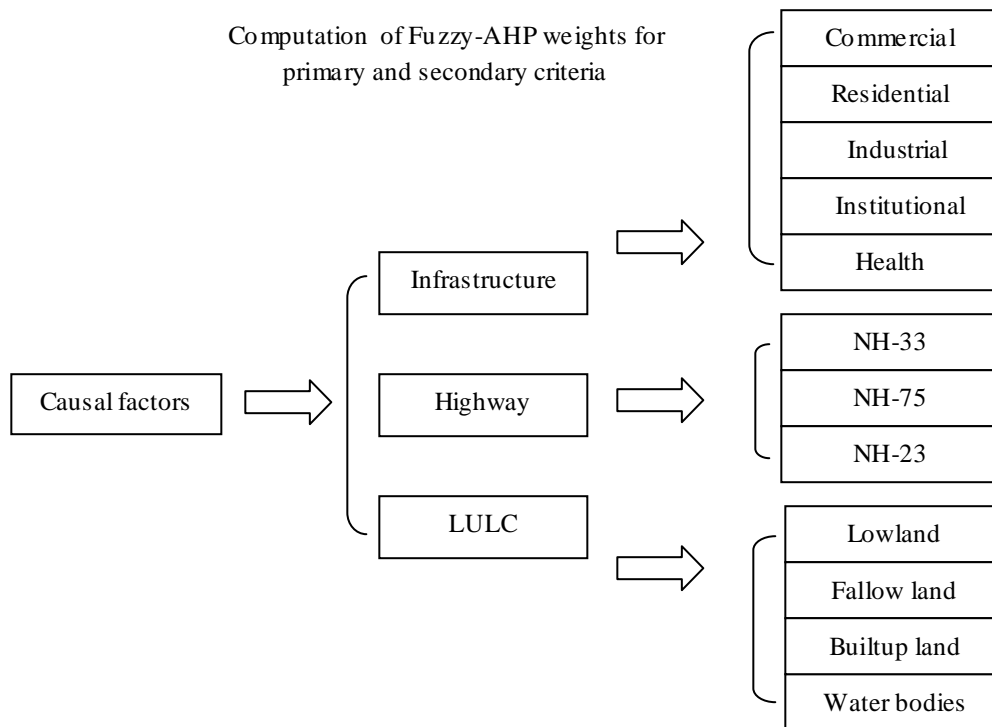 Computation of Fuzzy-AHP weights for
primary and secondary criteria
Causal factors
Infrastructure
Highway
LULC
Commercial
Residential
Industrial
Institutional
Health
NH-33
NH-75
NH-23
Lowland
Fallow land
Builtup land
Water bodies